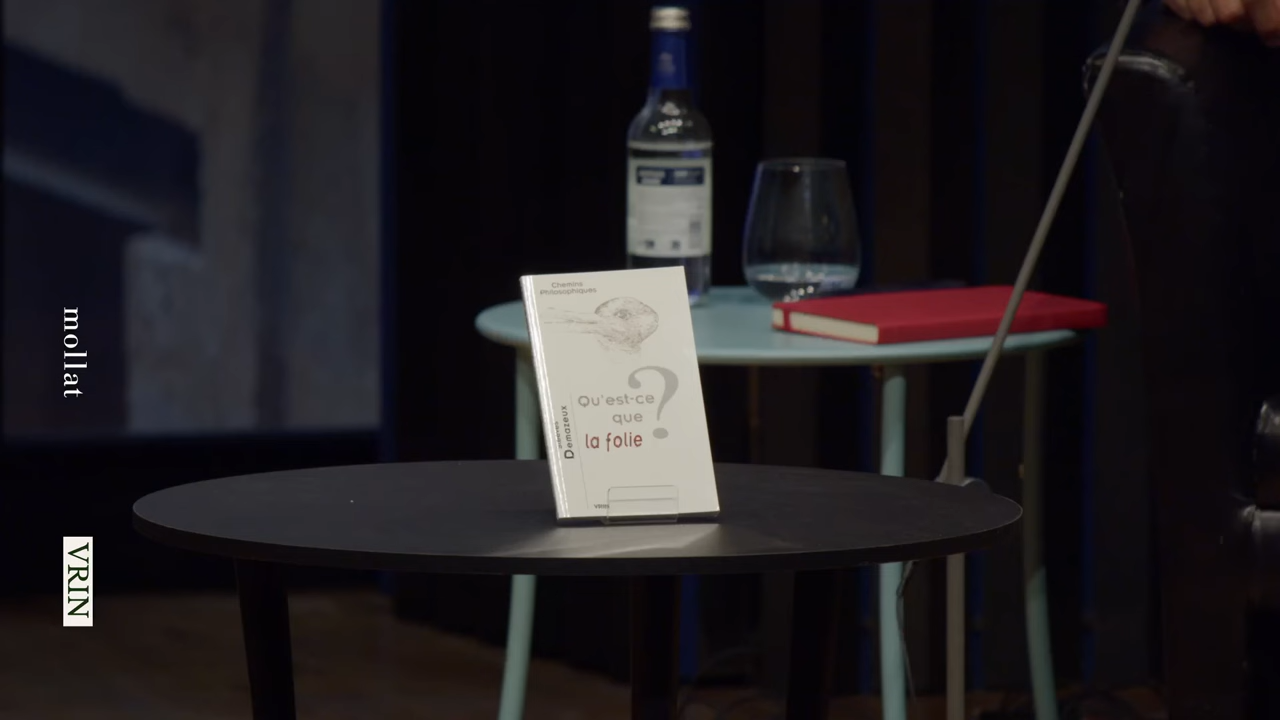 mollat
VRIN
Chemins
Philosophiques
Qu'est-ce
que
la folie
?
Demazeux
VRIN